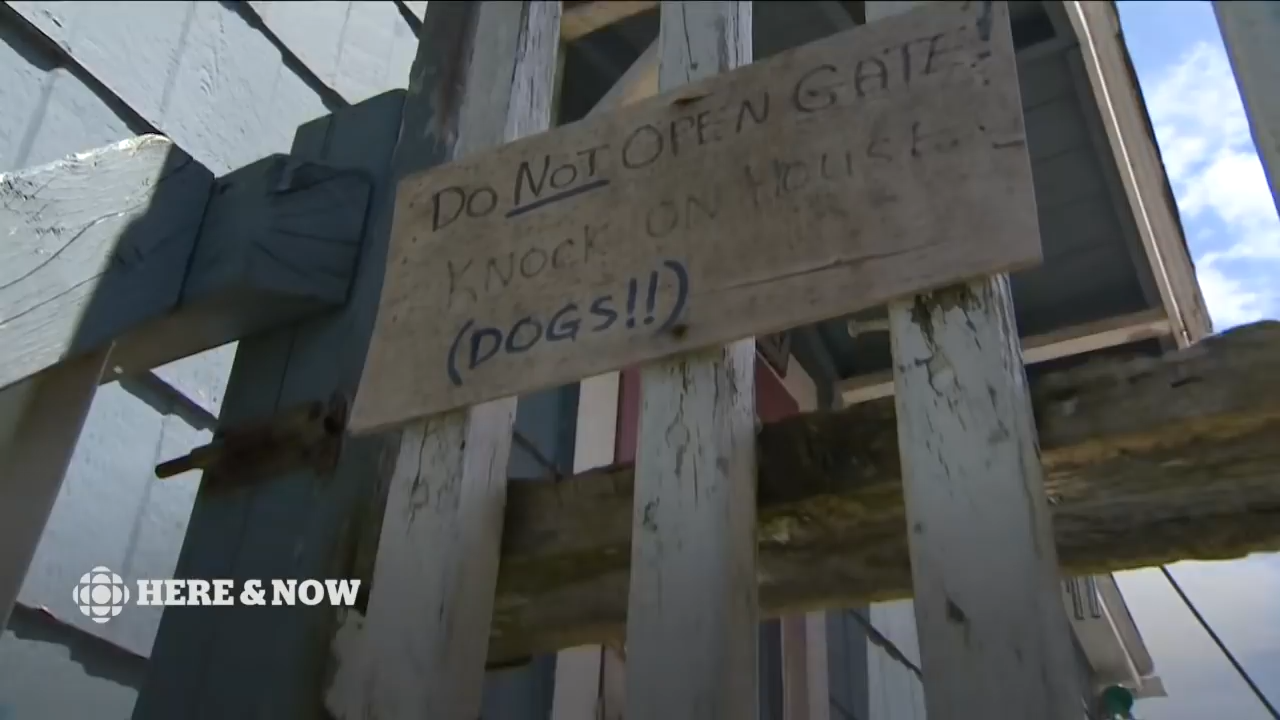 DO NOT OPEN GATE!
KNOCK ON HOUSE.
(DOGS!!)
HERE & NOW